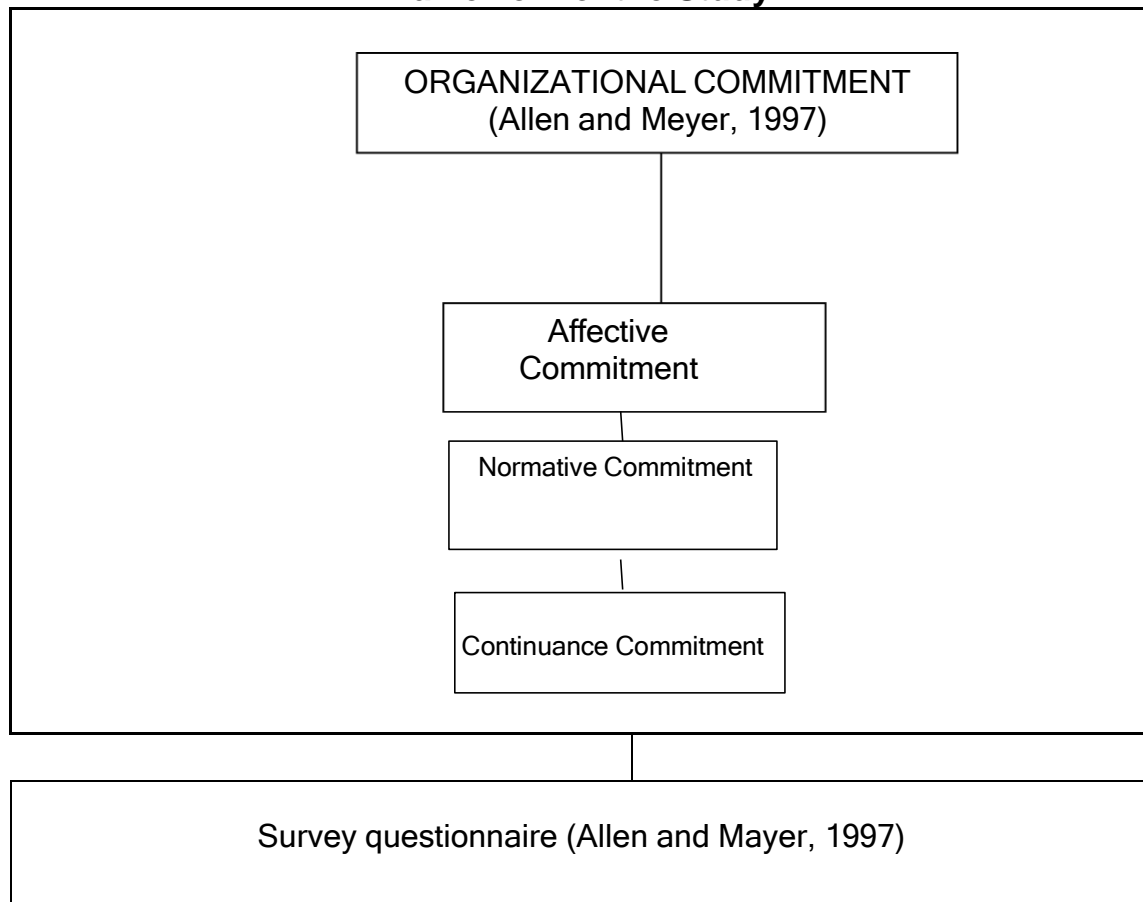 ORGANIZATIONAL COMMITMENT
(Allen and Meyer, 1997)
Affective
Commitment
Normative Commitment
Continuance Commitment
Survey questionnaire (Allen and Mayer, 1997)